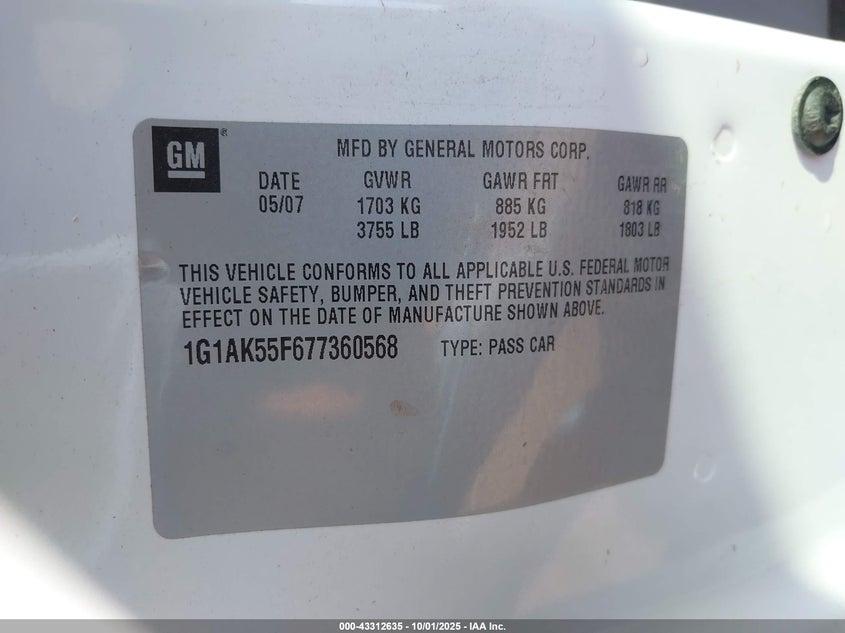 GM®
MFD BY GENERAL MOTORS CORP.
DATE GVWR GAWR FRT GAWR RR
05/07 1703 KG 885 KG 818 KG
3755 LB 1952 LB 1803 LB
THIS VEHICLE CONFORMS TO ALL APPLICABLE U.S. FEDERAL MOTOR
VEHICLE SAFETY, BUMPER, AND THEFT PREVENTION STANDARDS IN
EFFECT ON THE DATE OF MANUFACTURE SHOWN ABOVE.
1G1AK55F677360568 TYPE: PASS CAR
000-43312635 - 10/01/2025 - IAA Inc.